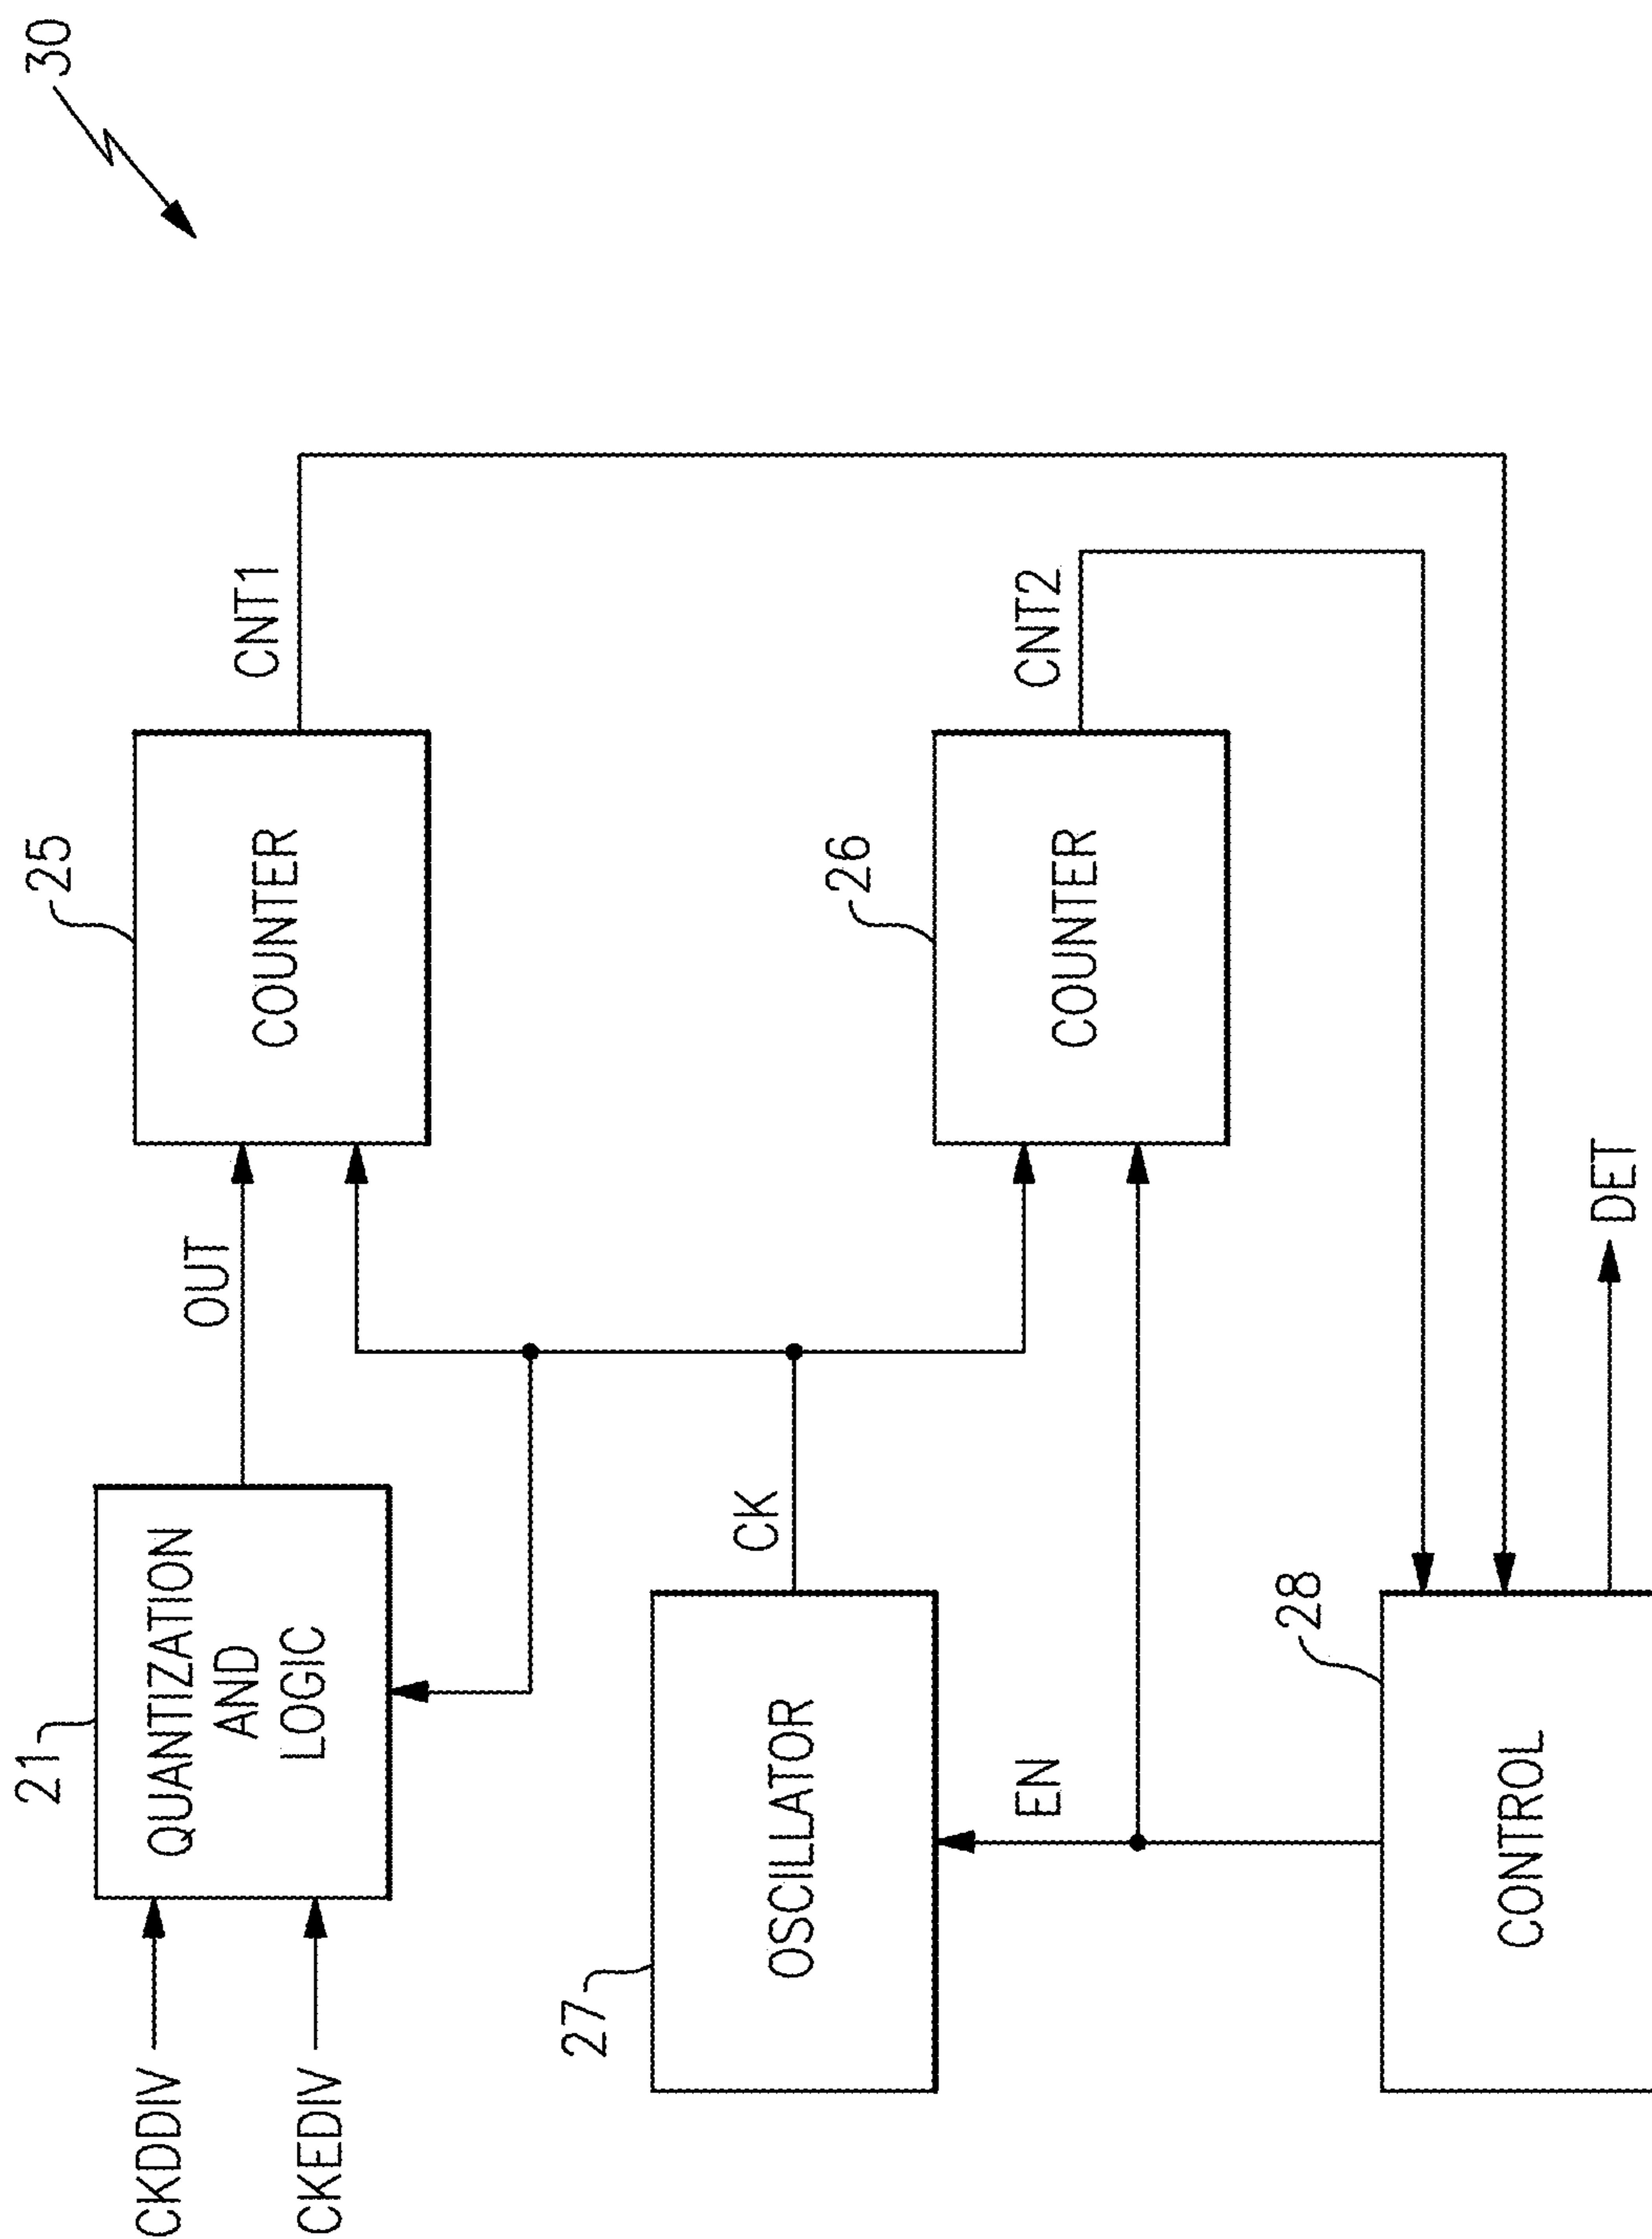 30
21
25
CKDDIV
CKEDIV
QUANTIZATION
AND
LOGIC
OUT
COUNTER
CNT1
27
26
OSCILLATOR
CK
COUNTER
CNT2
EN
28
CONTROL
DET